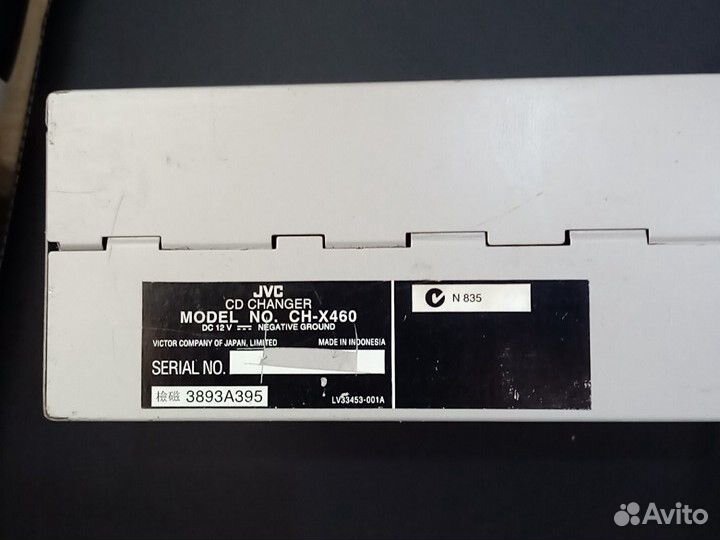 JVC
CD CHANGER
MODEL NO. CH-X460
DC 12 V ⎓ NEGATIVE GROUND
VICTOR COMPANY OF JAPAN, LIMITED MADE IN INDONESIA
SERIAL NO.
檢磁 3893A395
LV33453-001A
N 835
Avito